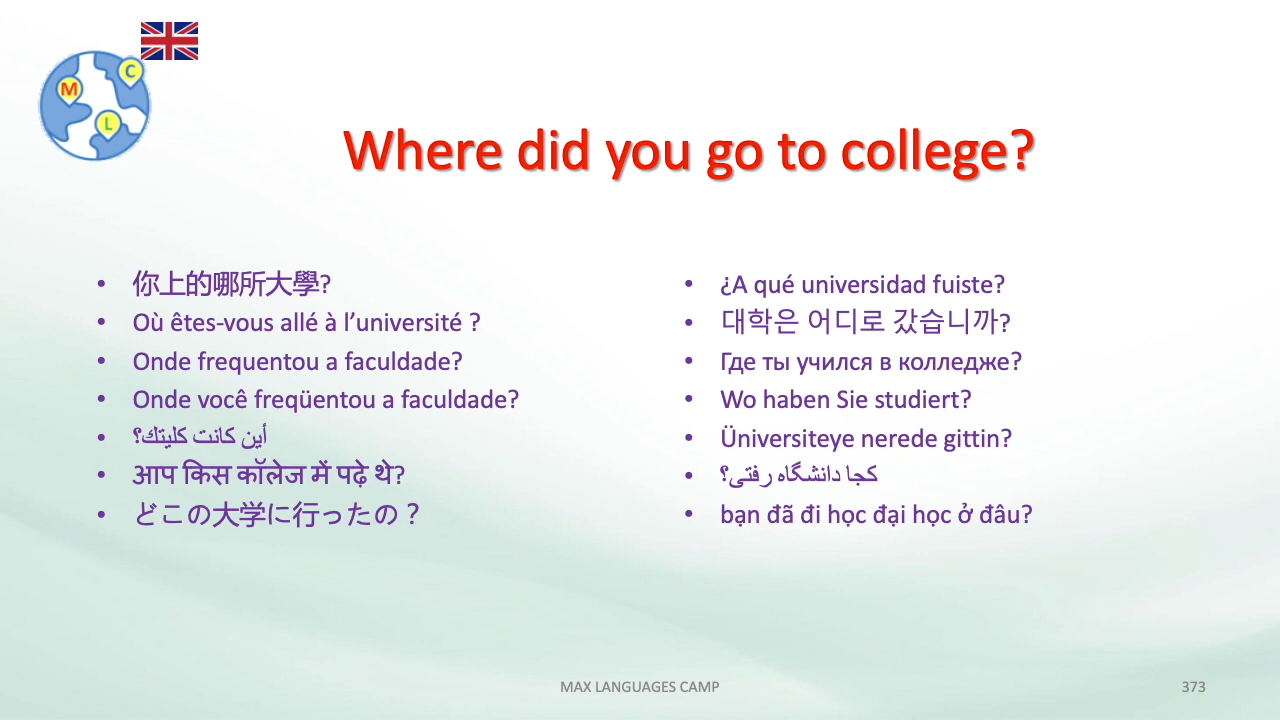 C
M
L
Where did you go to college?
你上的哪所大學?
Où êtes-vous allé à l’université ?
Onde frequentou a faculdade?
Onde você freqüentou a faculdade?
أين كانت كليتك؟
आप किस कॉलेज में पढ़े थे?
どこの大学に行ったの？
¿A qué universidad fuiste?
대학은 어디로 갔습니까?
Где ты учился в колледже?
Wo haben Sie studiert?
Üniversiteye nerede gittin?
کجا دانشگاه رفتی؟
bạn đã đi học đại học ở đâu?
MAX LANGUAGES CAMP
373